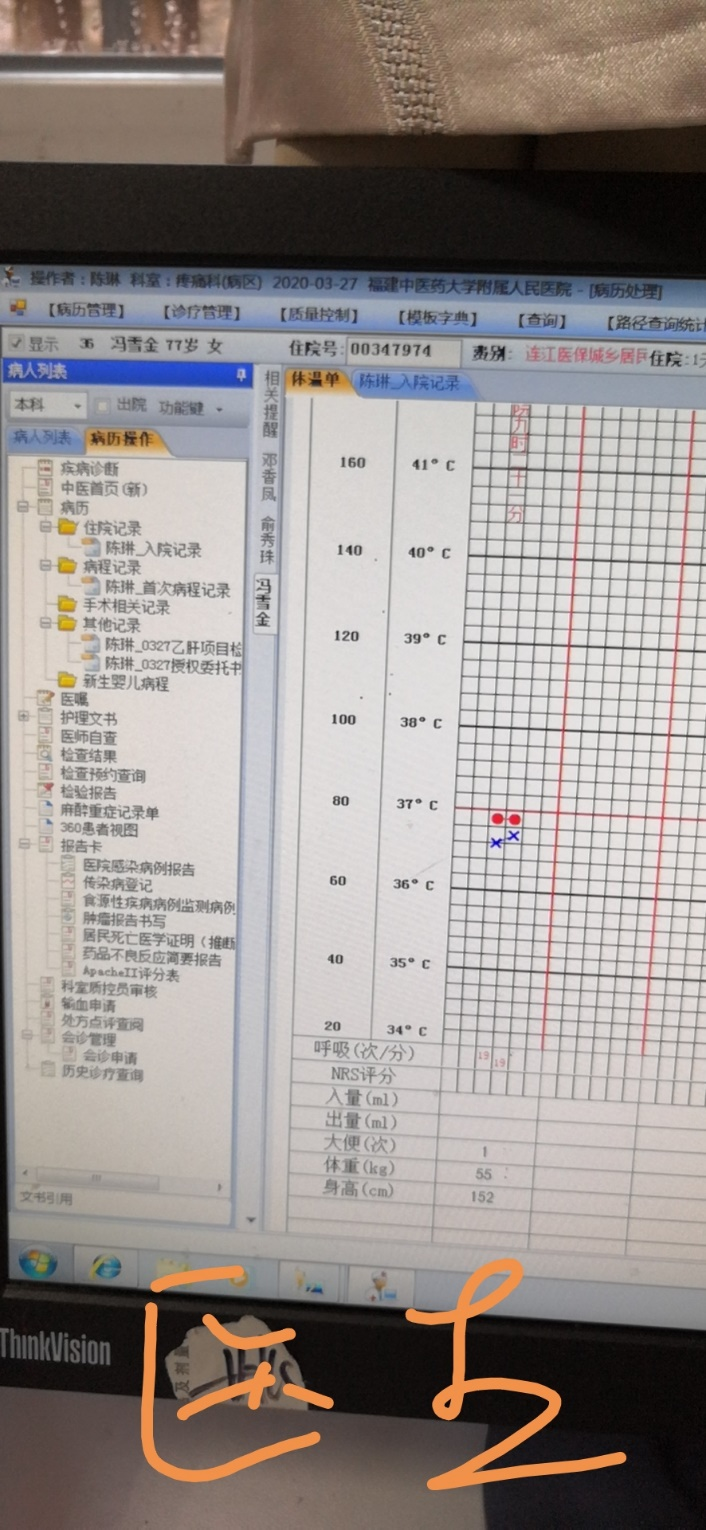 操作者：陈琳 科室：疼痛科(病区) 2020-03-27 福建中医药大学附属人民医院 - [病历处理]
【病历管理】 【诊疗管理】 【质量控制】 【模板字典】 【查询】 【路径查询统计
显示 36 冯雪金 77岁 女 住院号：00347974 费别：连江医保城乡居民 住院：1
病人列表
本科 出院 功能键
病人列表 病历操作
疾病诊断
中医首页(新)
病历
住院记录
陈琳_入院记录
病程记录
陈琳_首次病程记录
手术相关记录
其他记录
陈琳_0327乙肝项目检
陈琳_0327授权委托书
新生婴儿病程
医嘱
护理文书
医师自查
检查结果
检查预约查询
检验报告
麻醉重症记录单
360患者视图
报告卡
医院感染病例报告
传染病登记
食源性疾病病例监测病例
肿瘤报告书写
居民死亡医学证明（推断
药品不良反应简要报告
ApacheII评分表
科室质控员审核
输血申请
处方点评查阅
会诊管理
会诊申请
历史诊疗查询
文书引用
相关提醒
邓香凤
俞秀珠
冯雪金
体温单 陈琳_入院记录
九时十一分
160 41° C
140 40° C
120 39° C
100 38° C
80 37° C
60 36° C
40 35° C
20 34° C
呼吸(次/分) 19 19
NRS评分
入量(ml)
出量(ml)
大便(次) 1
体重(kg) 55
身高(cm) 152
ThinkVision